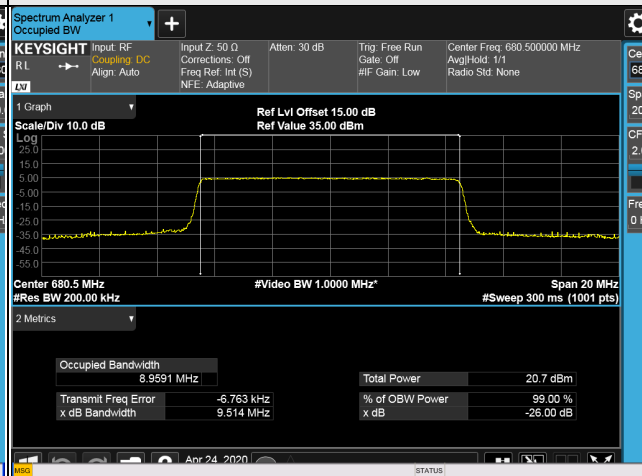 Spectrum Analyzer 1
Occupied BW
KEYSIGHT
RL
LXI
Input: RF
Coupling: DC
Align: Auto
Input Z: 50 Ω
Corrections: Off
Freq Ref: Int (S)
NFE: Adaptive
Atten: 30 dB
Trig: Free Run
Gate: Off
#IF Gain: Low
Center Freq: 680.500000 MHz
Avg|Hold: 1/1
Radio Std: None
1 Graph
Scale/Div 10.0 dB
Ref Lvl Offset 15.00 dB
Ref Value 35.00 dBm
Log
25.0
15.0
5.00
-5.00
-15.0
-25.0
-35.0
-45.0
-55.0
Center 680.5 MHz
#Res BW 200.00 kHz
#Video BW 1.0000 MHz*
Span 20 MHz
#Sweep 300 ms (1001 pts)
2 Metrics
Occupied Bandwidth
8.9591 MHz
Transmit Freq Error -6.763 kHz
x dB Bandwidth 9.514 MHz
Total Power 20.7 dBm
% of OBW Power 99.00 %
x dB -26.00 dB
Apr 24, 2020
MSG
STATUS